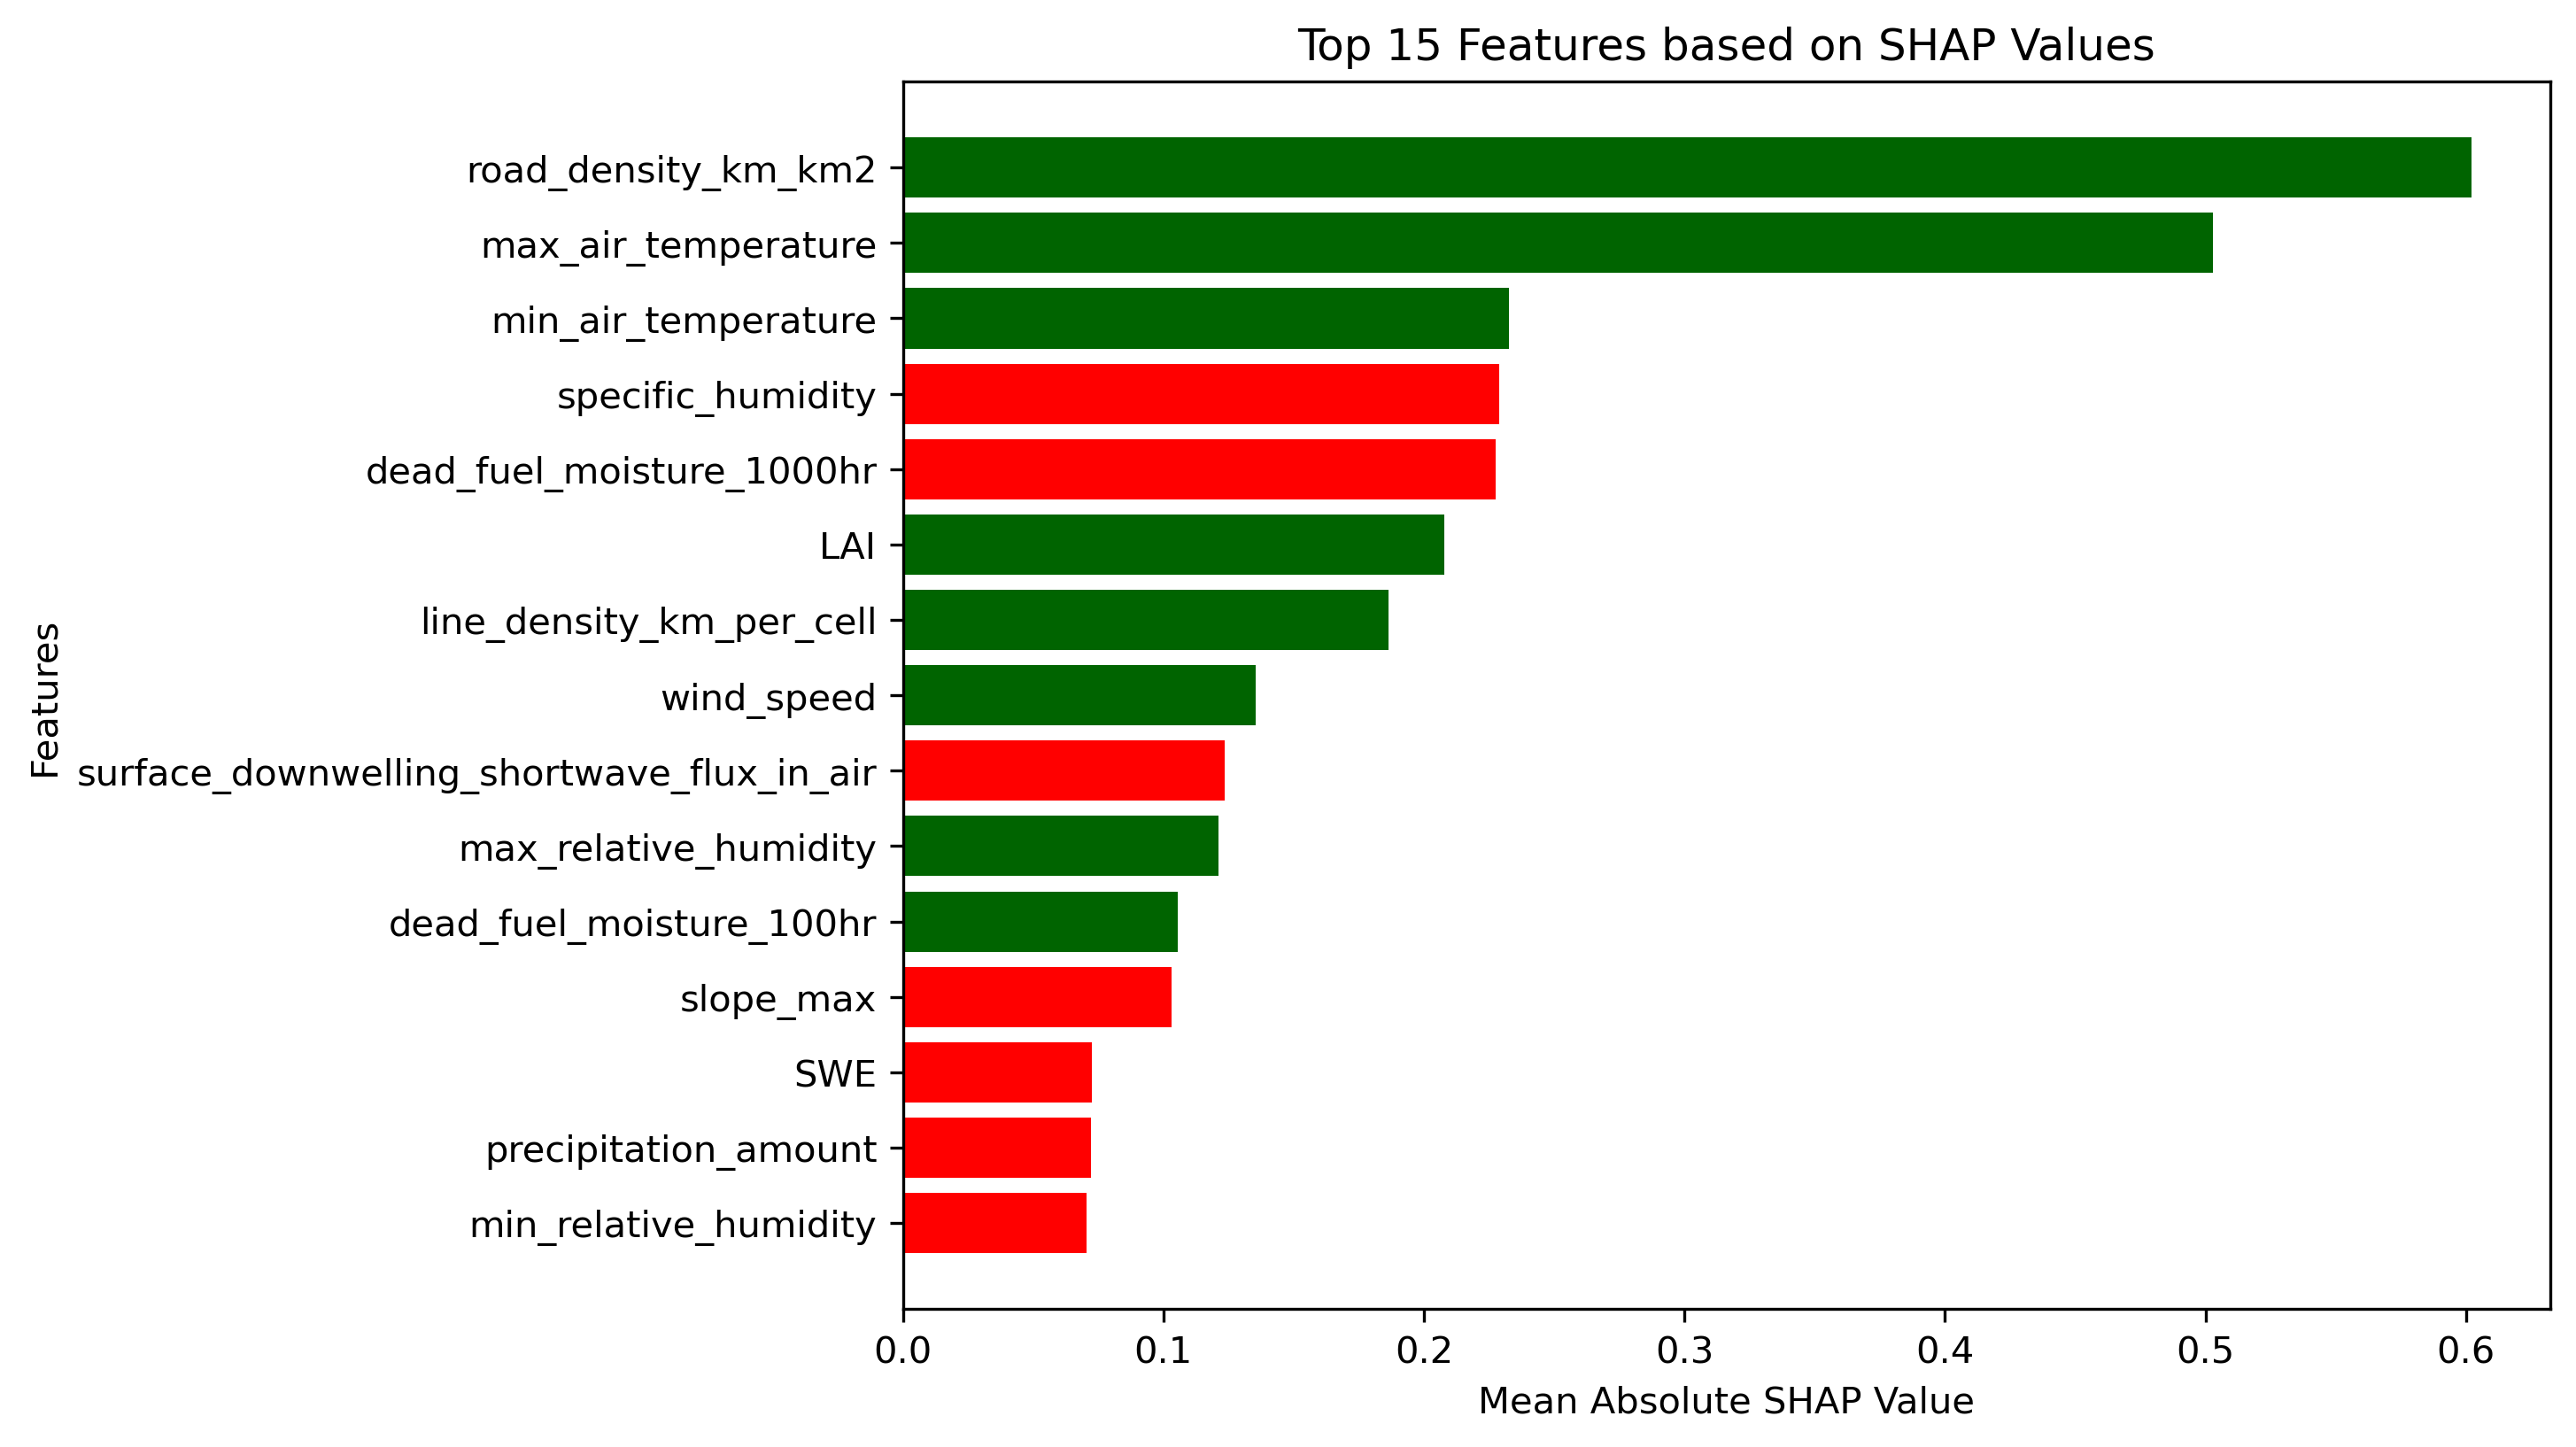 Top 15 Features based on SHAP Values
Features
road_density_km_km2
max_air_temperature
min_air_temperature
specific_humidity
dead_fuel_moisture_1000hr
LAI
line_density_km_per_cell
wind_speed
surface_downwelling_shortwave_flux_in_air
max_relative_humidity
dead_fuel_moisture_100hr
slope_max
SWE
precipitation_amount
min_relative_humidity
0.0 0.1 0.2 0.3 0.4 0.5 0.6
Mean Absolute SHAP Value